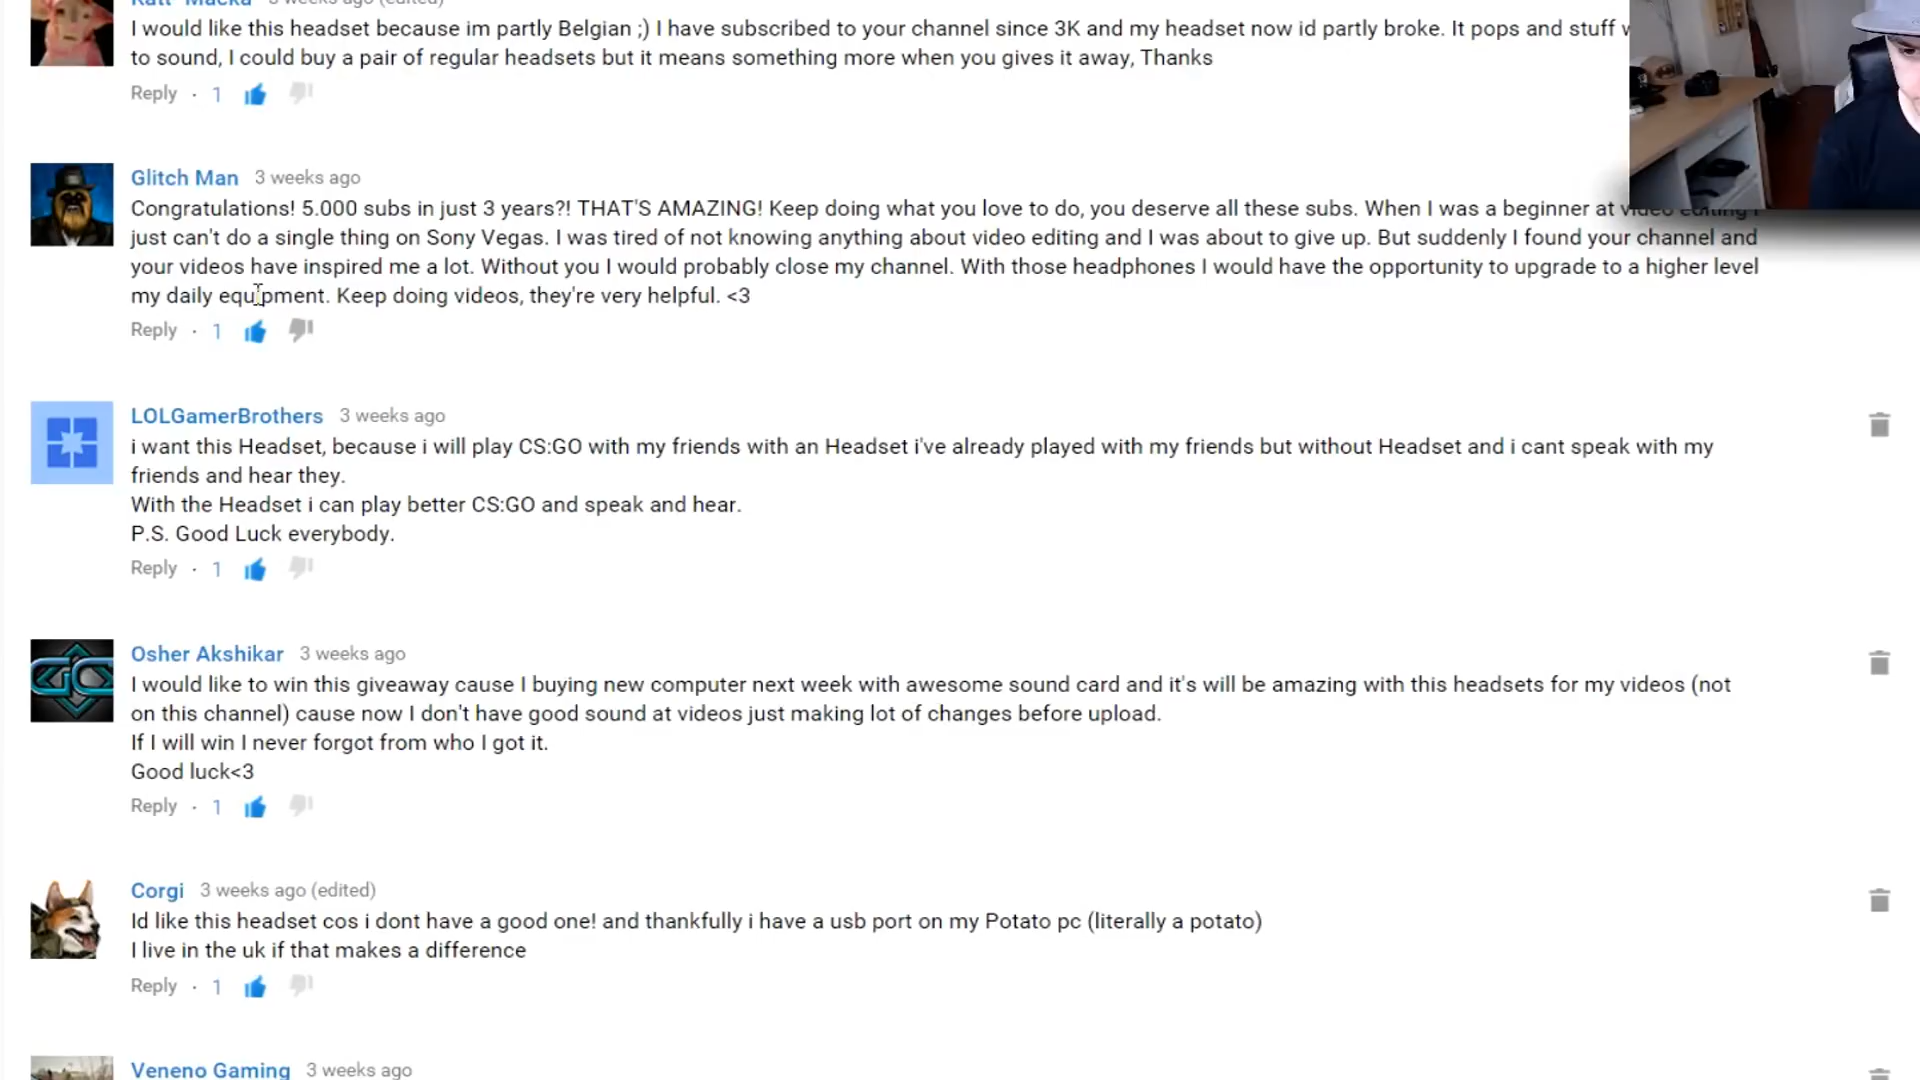 3 weeks ago (edited)
I would like this headset because im partly Belgian ;) I have subscribed to your channel since 3K and my headset now id partly broke. It pops and stuff
to sound, I could buy a pair of regular headsets but it means something more when you gives it away, Thanks
Reply · 1
Glitch Man 3 weeks ago
Congratulations! 5.000 subs in just 3 years?! THAT'S AMAZING! Keep doing what you love to do, you deserve all these subs. When I was a beginner at video editing I
just can't do a single thing on Sony Vegas. I was tired of not knowing anything about video editing and I was about to give up. But suddenly I found your channel and
your videos have inspired me a lot. Without you I would probably close my channel. With those headphones I would have the opportunity to upgrade to a higher level
my daily equipment. Keep doing videos, they're very helpful. <3
Reply · 1
LOLGamerBrothers 3 weeks ago
i want this Headset, because i will play CS:GO with my friends with an Headset i've already played with my friends but without Headset and i cant speak with my
friends and hear they.
With the Headset i can play better CS:GO and speak and hear.
P.S. Good Luck everybody.
Reply · 1
Osher Akshikar 3 weeks ago
I would like to win this giveaway cause I buying new computer next week with awesome sound card and it's will be amazing with this headsets for my videos (not
on this channel) cause now I don't have good sound at videos just making lot of changes before upload.
If I will win I never forgot from who I got it.
Good luck<3
Reply · 1
Corgi 3 weeks ago (edited)
Id like this headset cos i dont have a good one! and thankfully i have a usb port on my Potato pc (literally a potato)
I live in the uk if that makes a difference
Reply · 1
Veneno Gaming 3 weeks ago